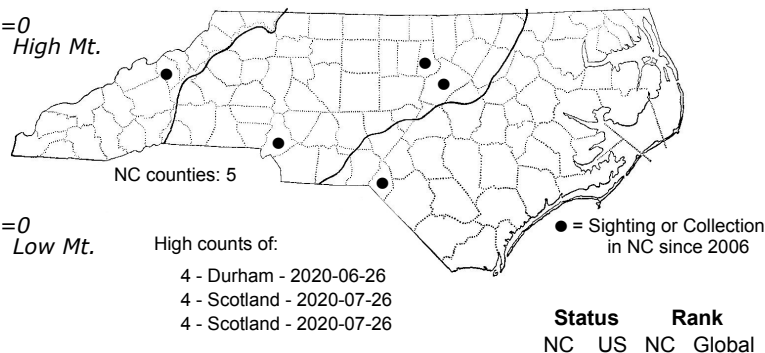 =0
High Mt.
NC counties: 5
=0
Low Mt.
High counts of:
4 - Durham - 2020-06-26
4 - Scotland - 2020-07-26
4 - Scotland - 2020-07-26
● = Sighting or Collection
in NC since 2006
Status Rank
NC US NC Global